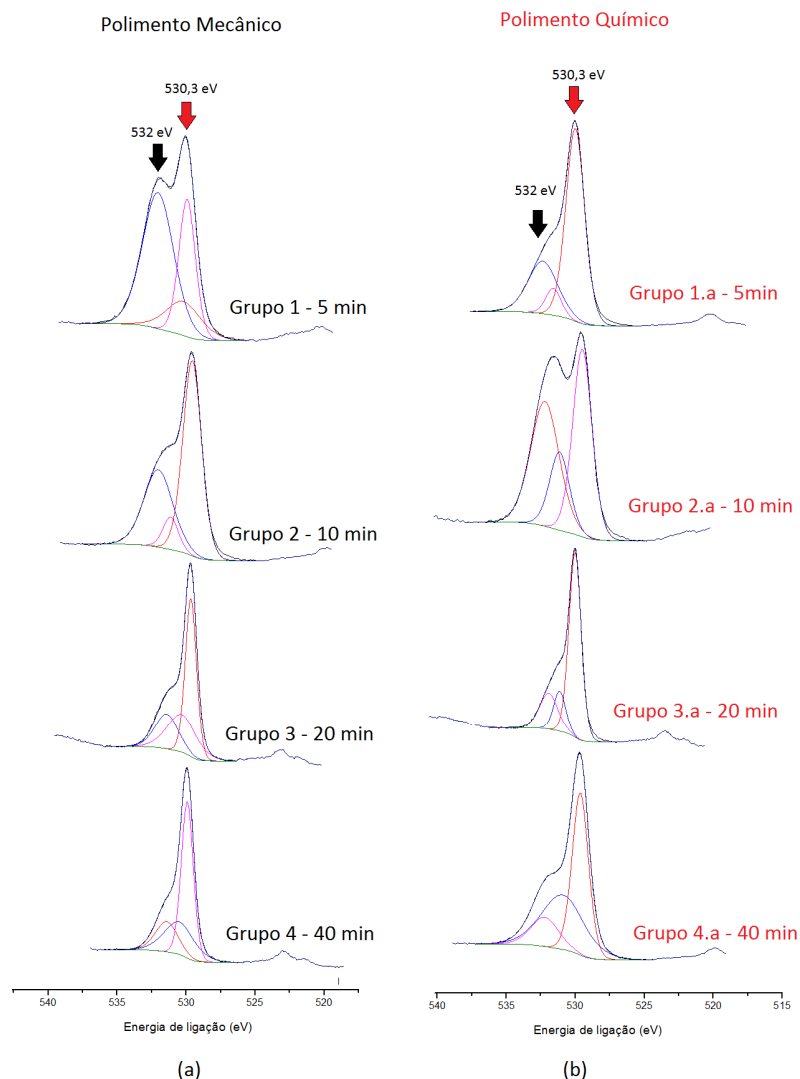 Polimento Mecânico
530,3 eV
532 eV
Grupo 1 - 5 min
Grupo 2 - 10 min
Grupo 3 - 20 min
Grupo 4 - 40 min
540 535 530 525 520
Energia de ligação (eV)
(a)
Polimento Químico
530,3 eV
532 eV
Grupo 1.a - 5min
Grupo 2.a - 10 min
Grupo 3.a - 20 min
Grupo 4.a - 40 min
540 535 530 525 520 515
Energia de ligação (eV)
(b)